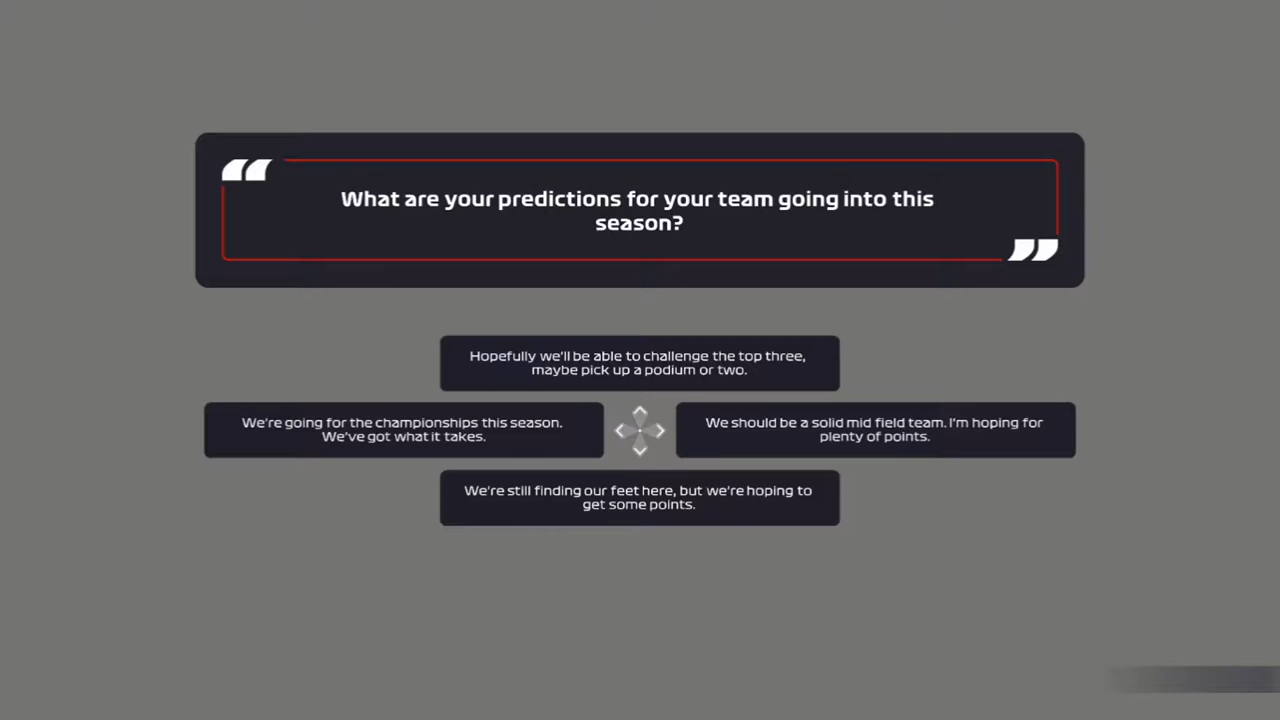 What are your predictions for your team going into this
season?
Hopefully we'll be able to challenge the top three,
maybe pick up a podium or two.
We're going for the championships this season.
We've got what it takes.
We should be a solid mid field team. I'm hoping for
plenty of points.
We're still finding our feet here, but we're hoping to
get some points.